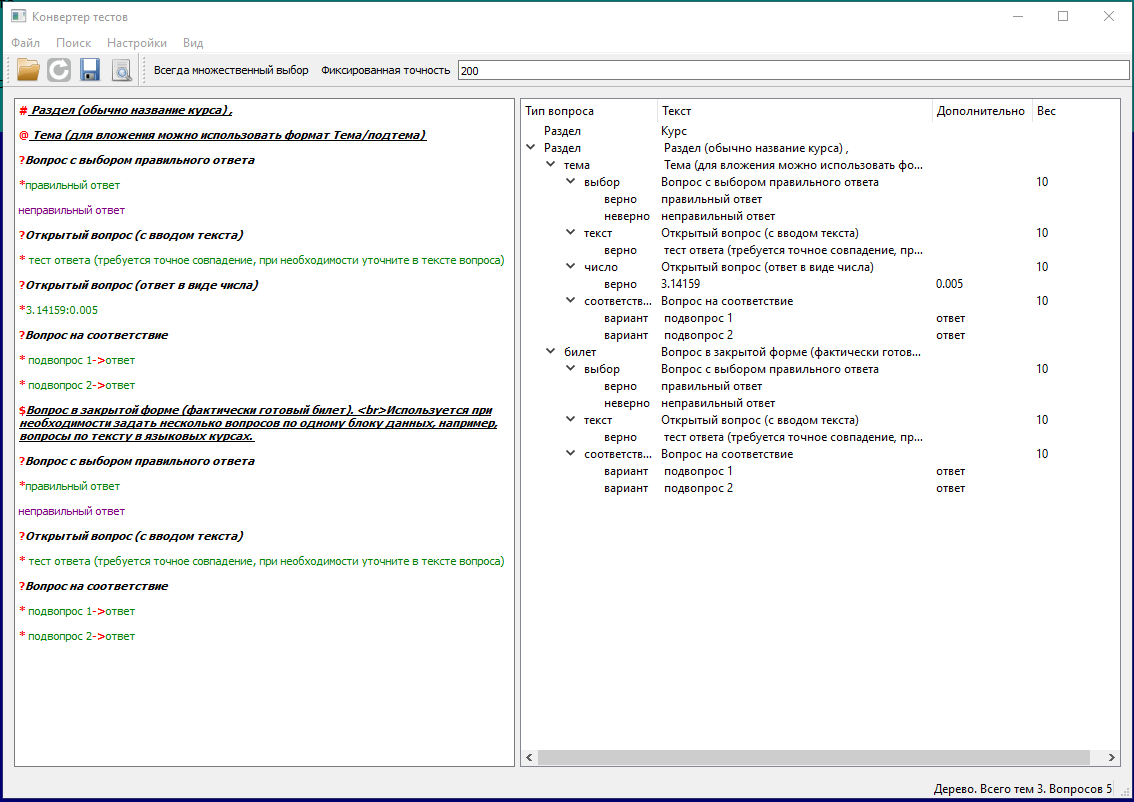 Конвертер тестов
Файл Поиск Настройки Вид
Всегда множественный выбор Фиксированная точность 200
# Раздел (обычно название курса) ,
@ Тема (для вложения можно использовать формат Тема/подтема)
?Вопрос с выбором правильного ответа
*правильный ответ
неправильный ответ
?Открытый вопрос (с вводом текста)
* тест ответа (требуется точное совпадение, при необходимости уточните в тексте вопроса)
?Открытый вопрос (ответ в виде числа)
*3.14159:0.005
?Вопрос на соответствие
* подвопрос 1->ответ
* подвопрос 2->ответ
$Вопрос в закрытой форме (фактически готовый билет). <br>Используется при
необходимости задать несколько вопросов по одному блоку данных, например,
вопросы по тексту в языковых курсах.
?Вопрос с выбором правильного ответа
*правильный ответ
неправильный ответ
?Открытый вопрос (с вводом текста)
* тест ответа (требуется точное совпадение, при необходимости уточните в тексте вопроса)
?Вопрос на соответствие
* подвопрос 1->ответ
* подвопрос 2->ответ
Тип вопроса Текст Дополнительно Вес
Раздел Курс
Раздел Раздел (обычно название курса) ,
тема Тема (для вложения можно использовать фо...
выбор Вопрос с выбором правильного ответа 10
верно правильный ответ
неверно неправильный ответ
текст Открытый вопрос (с вводом текста) 10
верно тест ответа (требуется точное совпадение, пр...
число Открытый вопрос (ответ в виде числа) 10
верно 3.14159 0.005
соответств... Вопрос на соответствие 10
вариант подвопрос 1 ответ
вариант подвопрос 2 ответ
билет Вопрос в закрытой форме (фактически готов...
выбор Вопрос с выбором правильного ответа 10
верно правильный ответ
неверно неправильный ответ
текст Открытый вопрос (с вводом текста) 10
верно тест ответа (требуется точное совпадение, пр...
соответств... Вопрос на соответствие 10
вариант подвопрос 1 ответ
вариант подвопрос 2 ответ
Дерево. Всего тем 3. Вопросов 5